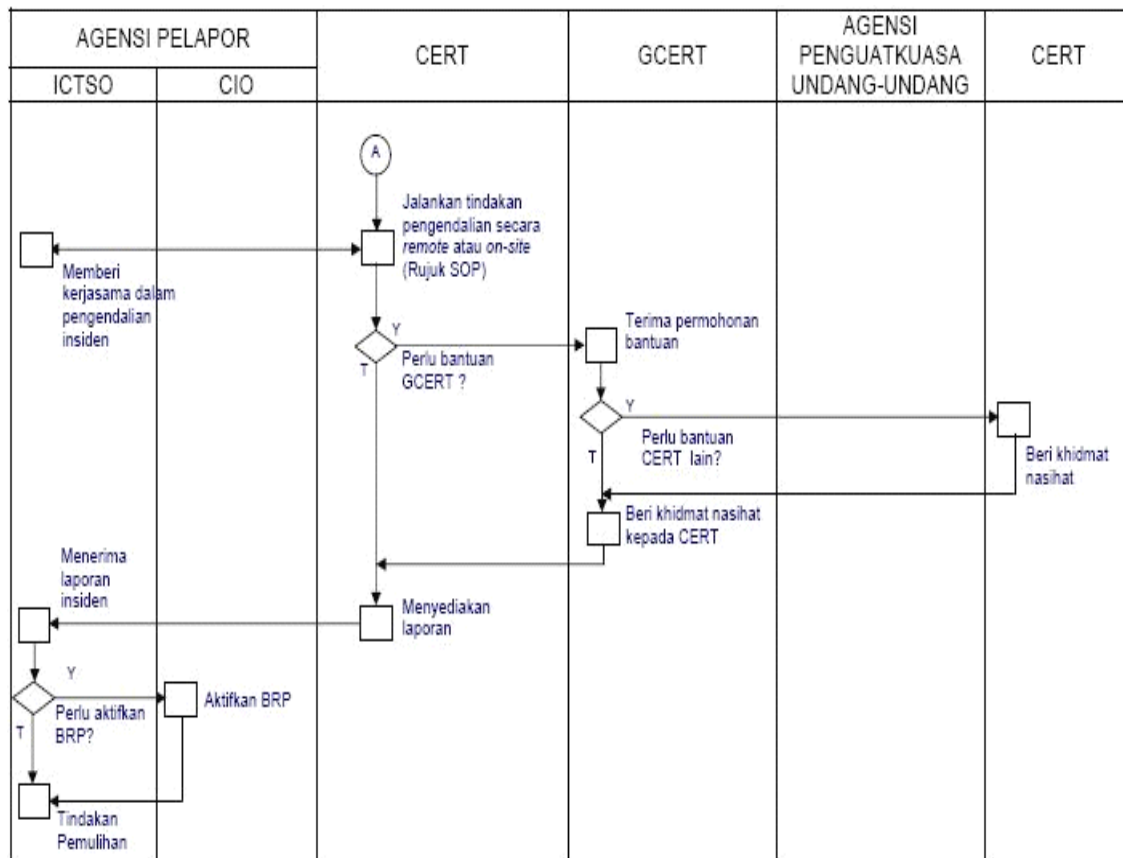 AGENSI PELAPOR
ICTSO
CIO
CERT
GCERT
AGENSI
PENGUATKUASA
UNDANG-UNDANG
CERT
A
Jalankan tindakan
pengendalian secara
remote atau on-site
(Rujuk SOP)
Memberi
kerjasama dalam
pengendalian
insiden
Y
Perlu bantuan
GCERT ?
T
Terima permohonan
bantuan
Y
Perlu bantuan
CERT lain?
T
Beri khidmat
nasihat
Beri khidmat nasihat
kepada CERT
Menerima
laporan
insiden
Menyediakan
laporan
Y
Perlu aktifkan
BRP?
T
Aktifkan BRP
Tindakan
Pemulihan